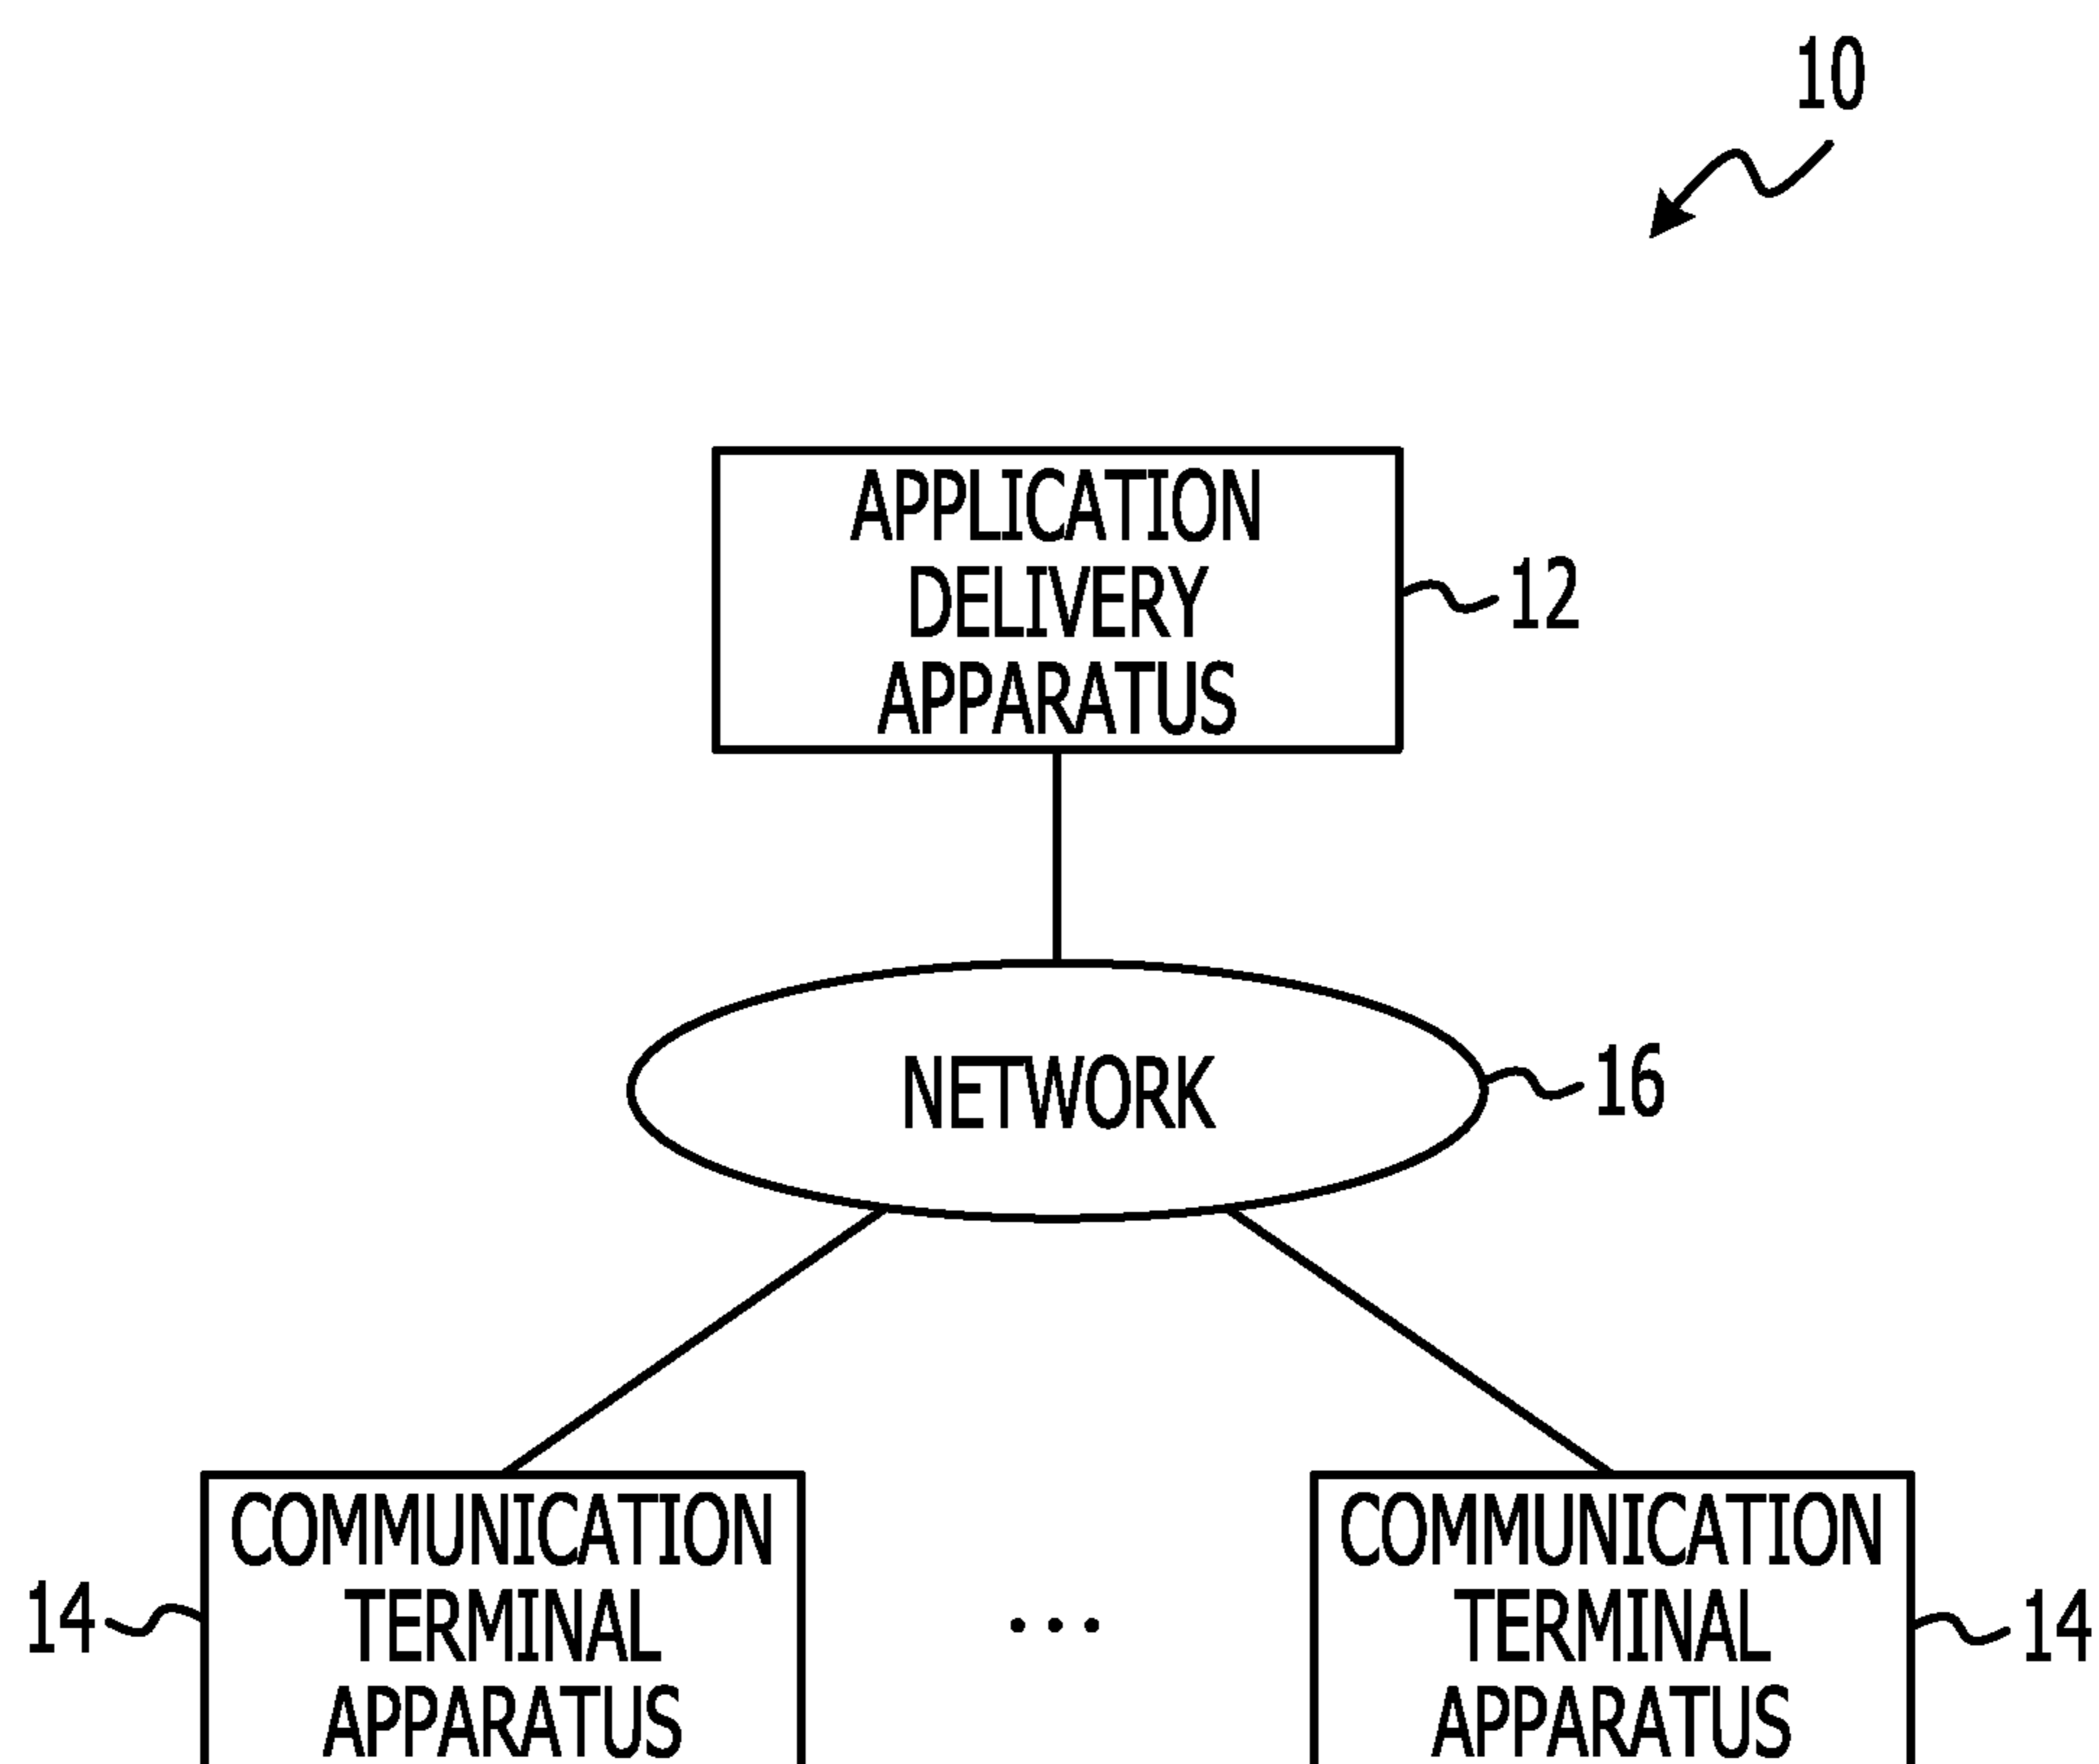 10
APPLICATION
DELIVERY
APPARATUS
12
NETWORK
16
COMMUNICATION
TERMINAL
APPARATUS
14
...
COMMUNICATION
TERMINAL
APPARATUS
14